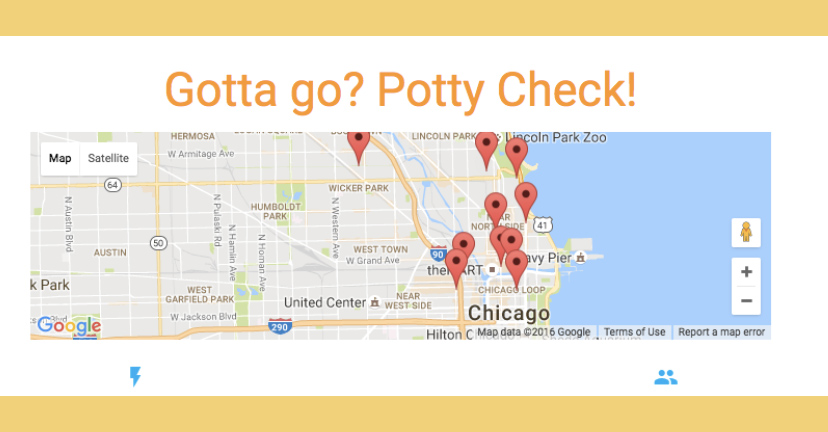 Gotta go? Potty Check!
HERMOSA
LINCOLN PARK
Lincoln Park Zoo
Map
Satellite
W Armitage Ave
64
WICKER PARK
HUMBOLDT
PARK
N Austin Blvd
N Pulaski Rd
N Hamlin Ave
N Homan Ave
N Western Ave
NEAR
NORTH SIDE
41
50
AUSTIN
WEST TOWN
W Grand Ave
90
Navy Pier
theWART
k Park
WEST
GARFIELD PARK
United Center
NEAR
WEST SIDE
CHICAGO LOOP
W Jackson Blvd
Chicago
Google
290
Hilton C
Map data ©2016 Google
Terms of Use
Report a map error